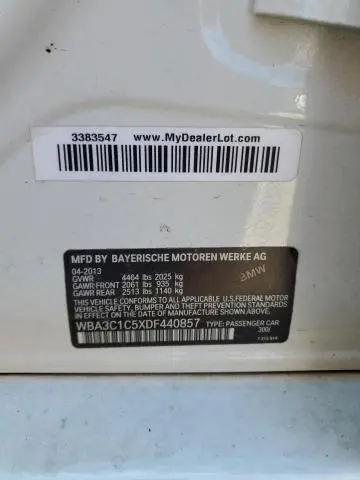 3383547 www.MyDealerLot.com
MFD BY BAYERISCHE MOTOREN WERKE AG
04-2013
GVWR 4464 lbs 2025 kg
GAWR FRONT 2061 lbs 935 kg
GAWR REAR 2513 lbs 1140 kg
BMW
THIS VEHICLE CONFORMS TO ALL APPLICABLE U.S. FEDERAL MOTOR
VEHICLE SAFETY, BUMPER, AND THEFT PREVENTION STANDARDS
IN EFFECT ON THE DATE OF MANUFACTURE SHOWN ABOVE.
WBA3C1C5XDF440857 TYPE: PASSENGER CAR
300/